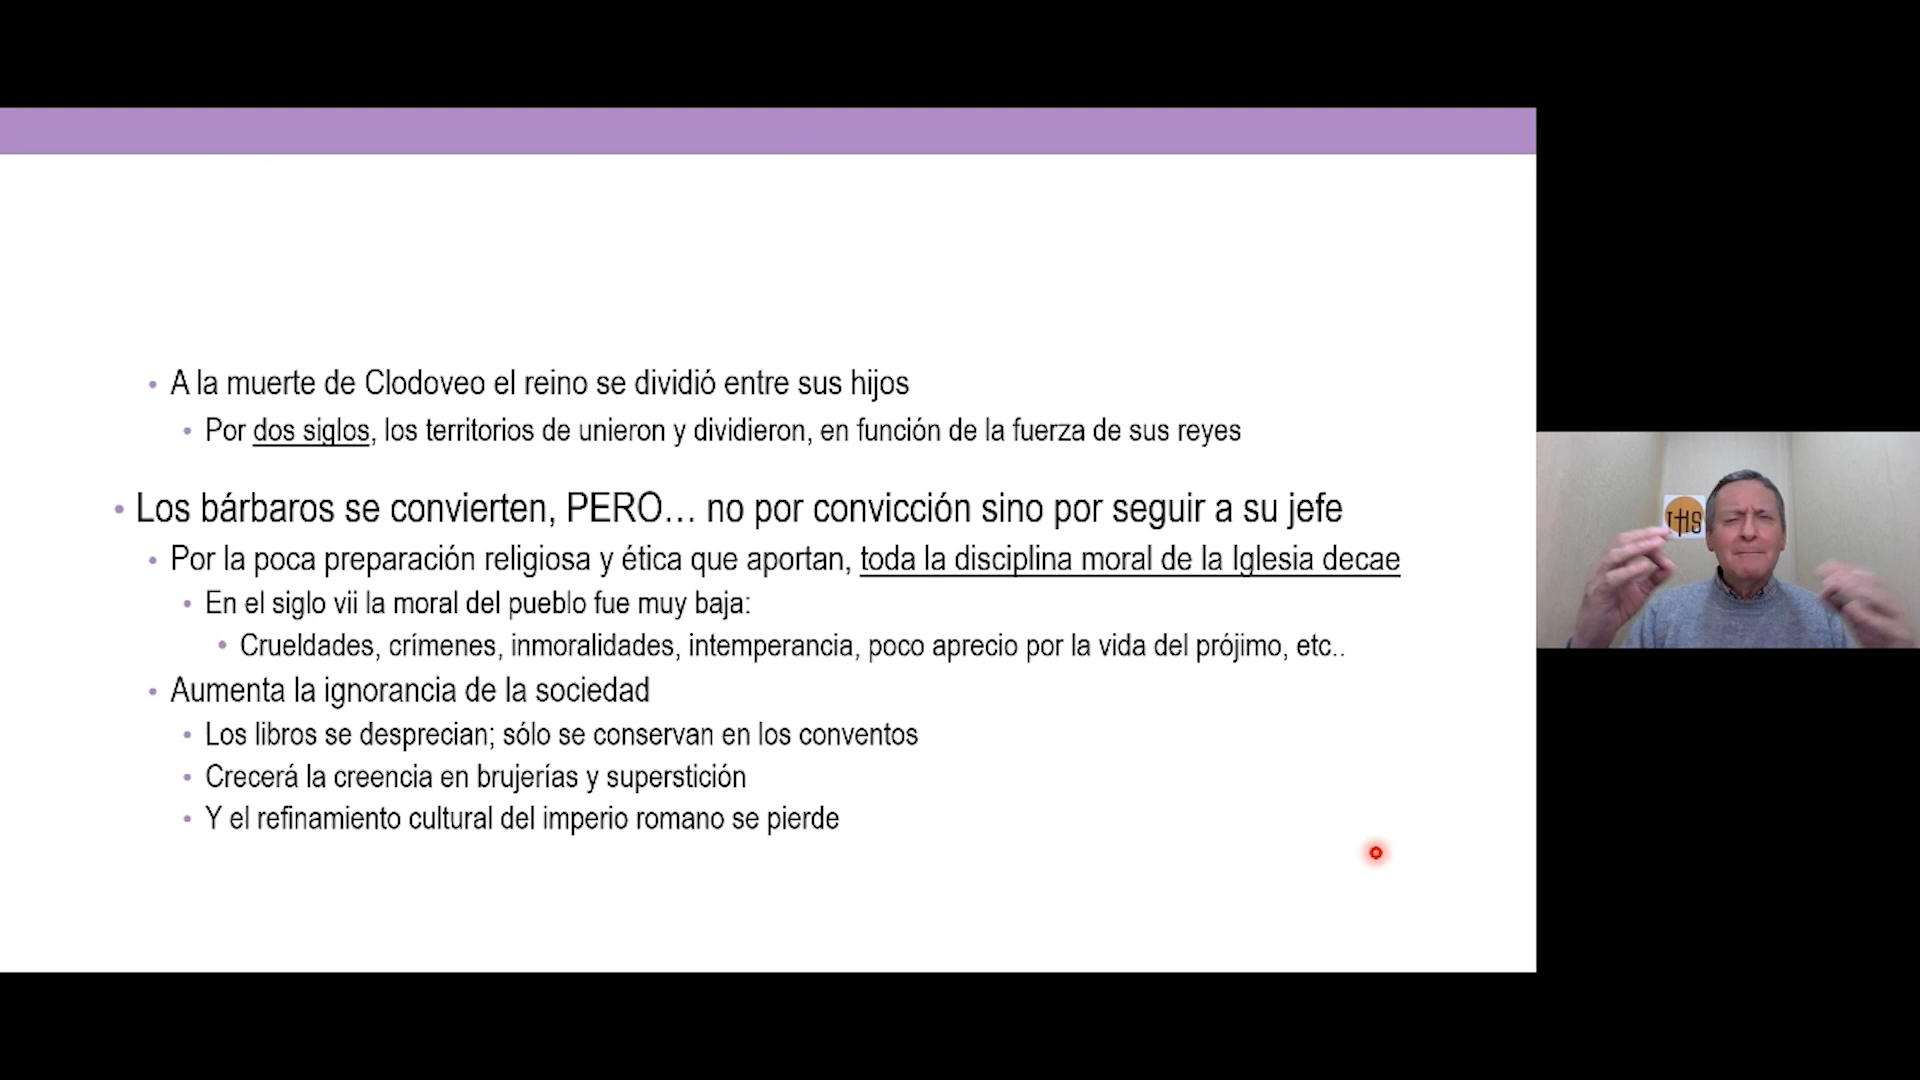 A la muerte de Clodoveo el reino se dividió entre sus hijos
Por dos siglos, los territorios de unieron y dividieron, en función de la fuerza de sus reyes
Los bárbaros se convierten, PERO... no por convicción sino por seguir a su jefe
Por la poca preparación religiosa y ética que aportan, toda la disciplina moral de la Iglesia decae
En el siglo vii la moral del pueblo fue muy baja:
Crueldades, crímenes, inmoralidades, intemperancia, poco aprecio por la vida del prójimo, etc..
Aumenta la ignorancia de la sociedad
Los libros se desprecian; sólo se conservan en los conventos
Crecerá la creencia en brujerías y superstición
Y el refinamiento cultural del imperio romano se pierde
IHS